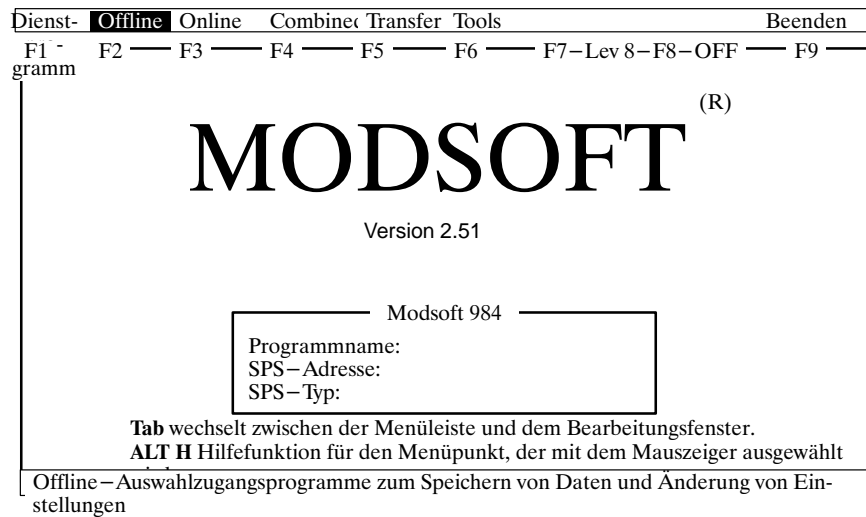 Dienst- Offline Online Combined Transfer Tools Beenden
F1 - F2 — F3 — F4 — F5 — F6 — F7–Lev 8–F8–OFF — F9 —
gramm
(R)
MODSOFT
Version 2.51
Modsoft 984
Programmname:
SPS–Adresse:
SPS–Typ:
Tab wechselt zwischen der Menüleiste und dem Bearbeitungsfenster.
ALT H Hilfefunktion für den Menüpunkt, der mit dem Mauszeiger ausgewählt
Offline–Auswahlzugangsprogramme zum Speichern von Daten und Änderung von Ein-
stellungen